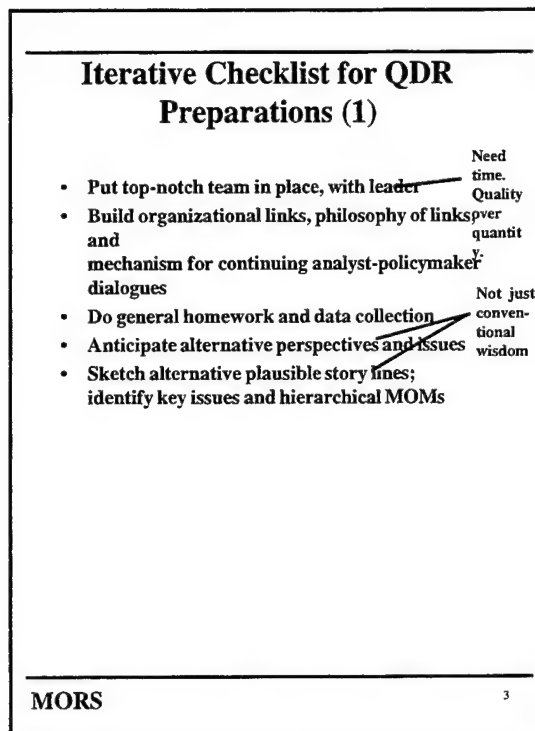 Iterative Checklist for QDR
Preparations (1)
Need
time.
Quality
over
quantit
y.
• Put top-notch team in place, with leader
• Build organizational links, philosophy of links,
and
mechanism for continuing analyst-policymaker
dialogues
Not just
conven-
tional
wisdom
• Do general homework and data collection
• Anticipate alternative perspectives and issues
• Sketch alternative plausible story lines;
identify key issues and hierarchical MOMs
MORS
3